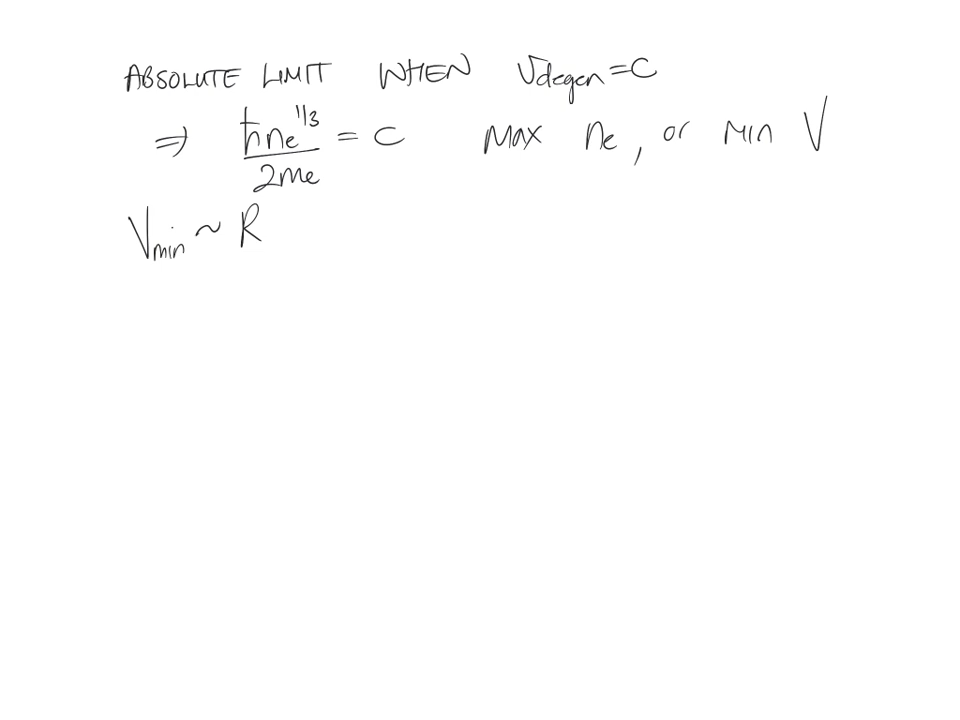 ABSOLUTE LIMIT WHEN Vdegen = C
⇒ ħne^1/3 / 2me = C MAX ne, or MIN V
Vmin ~ R